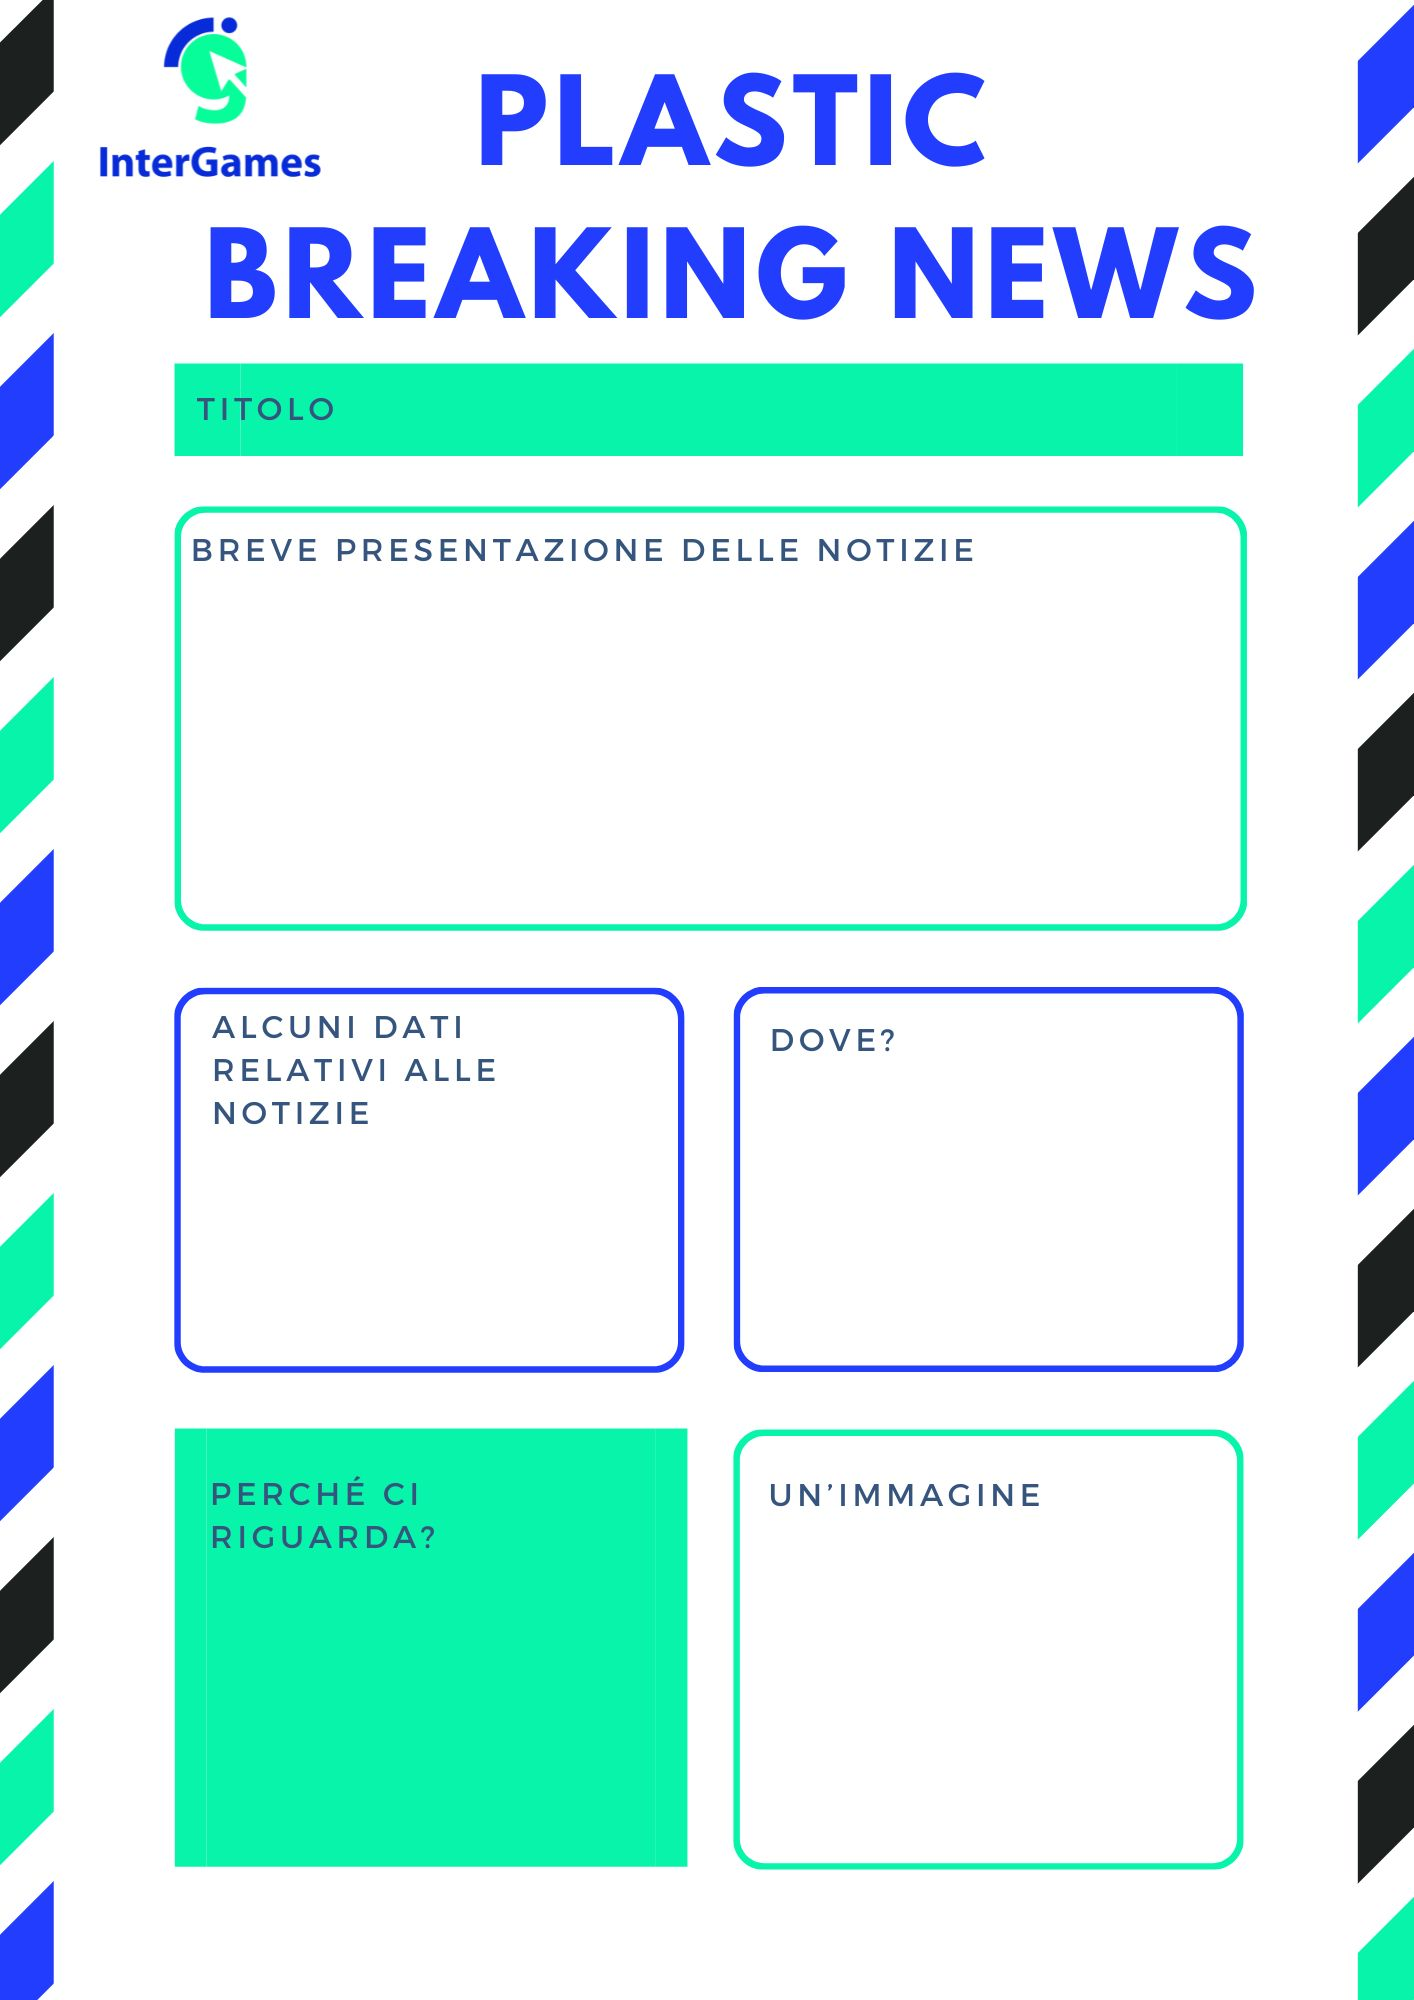 InterGames
PLASTIC
BREAKING NEWS
TITOLO
BREVE PRESENTAZIONE DELLE NOTIZIE
ALCUNI DATI
RELATIVI ALLE
NOTIZIE
DOVE?
PERCHÉ CI
RIGUARDA?
UN’IMMAGINE